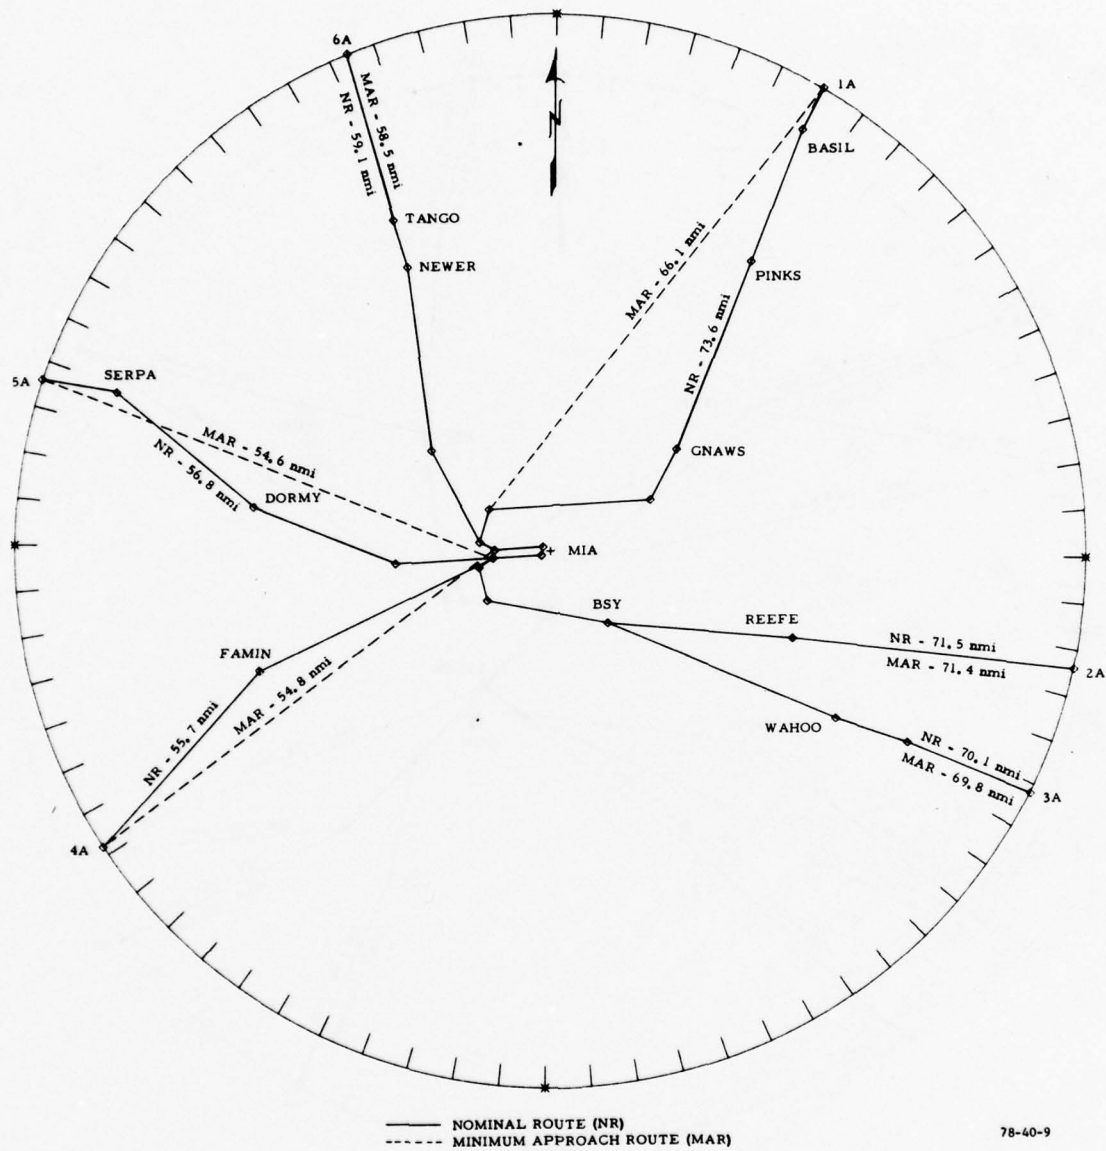 6A
MAR - 58.5 nmi
NR - 59.1 nmi
N
1A
BASIL
TANGO
NEWER
MAR - 66.1 nmi
PINKS
NR - 73.6 nmi
5A
SERPA
MAR - 54.6 nmi
NR - 56.8 nmi
GNAWS
DORMY
+ MIA
BSY
REEFE
NR - 71.5 nmi
MAR - 71.4 nmi
2A
FAMIN
MAR - 54.8 nmi
NR - 55.7 nmi
WAHOO
NR - 70.1 nmi
MAR - 69.8 nmi
3A
4A
NOMINAL ROUTE (NR)
MINIMUM APPROACH ROUTE (MAR)
78-40-9